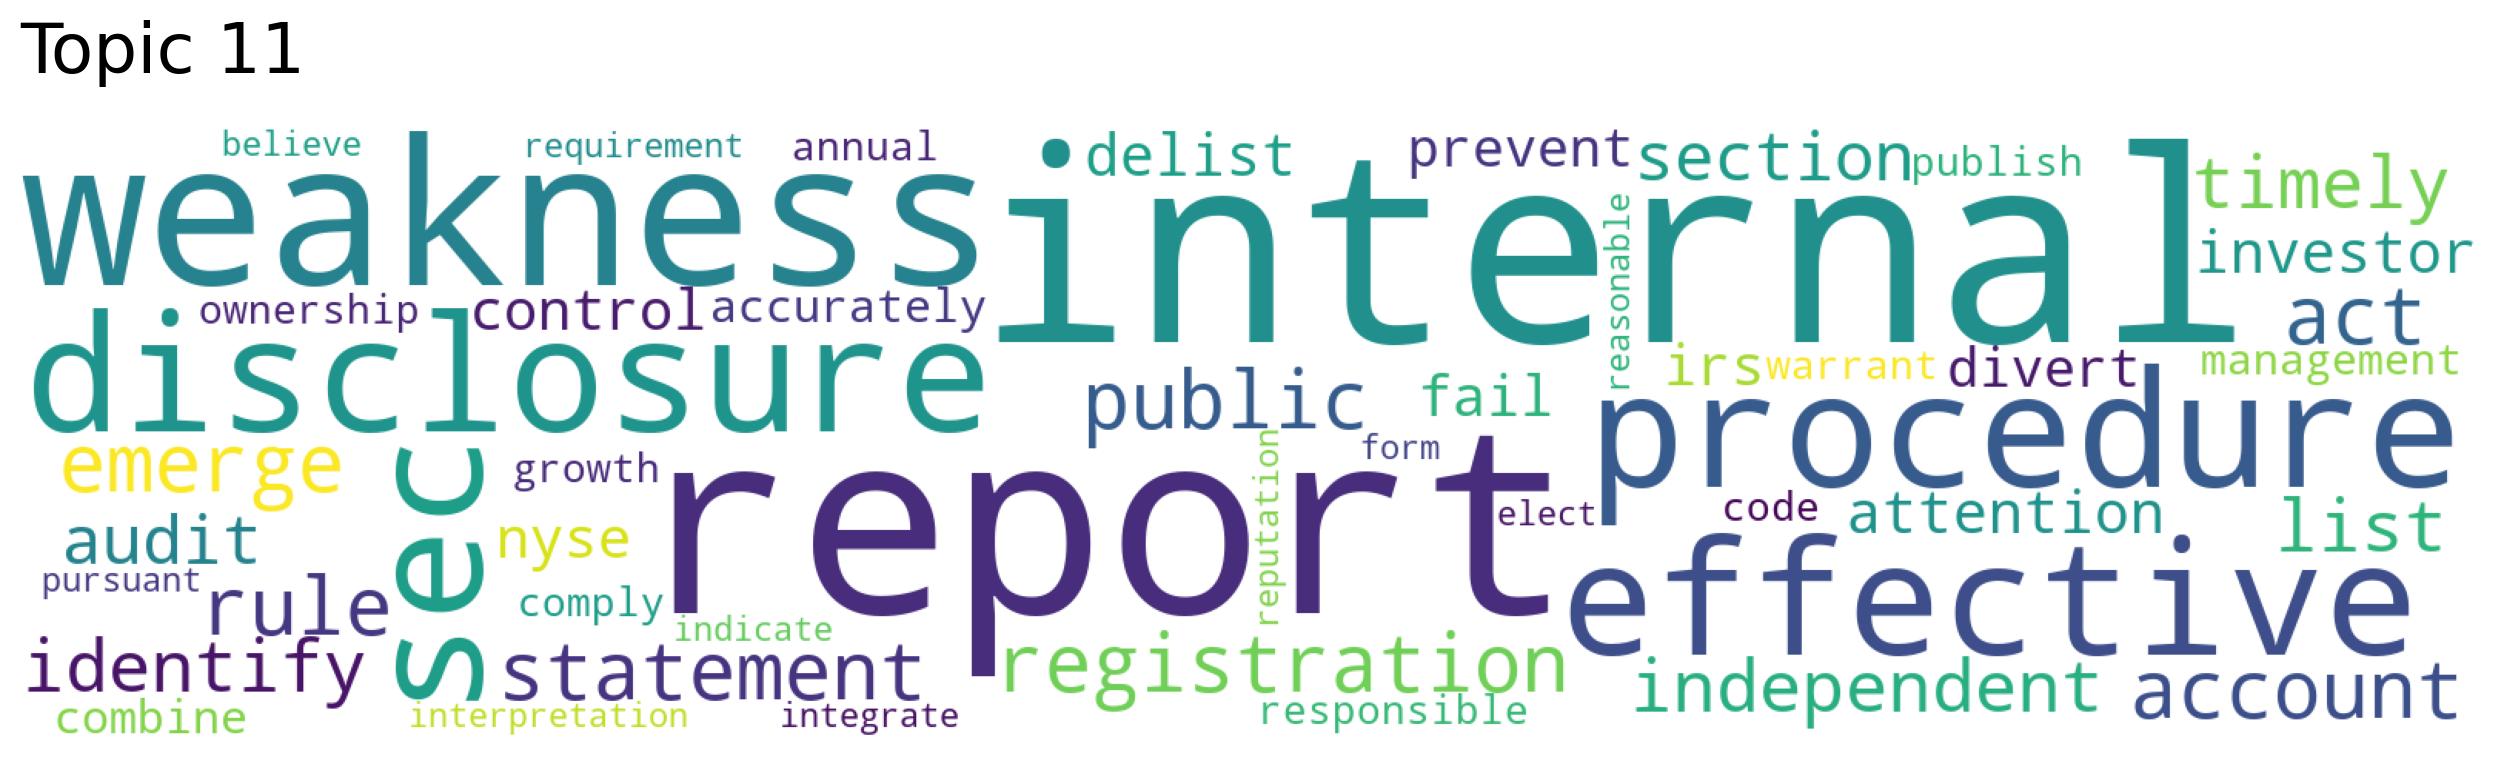 Topic 11
believe
requirement
annual
delist
prevent
section
publish
timely
weakness
internal
investor
reasonable
ownership
control
accurately
act
disclosure
public
fail
irs
warrant
divert
management
procedure
emerge
sec
growth
report
form
reputation
elect
code
attention
list
audit
nyse
effective
pursuant
rule
comply
indicate
identify
statement
registration
independent
account
combine
interpretation
integrate
responsible